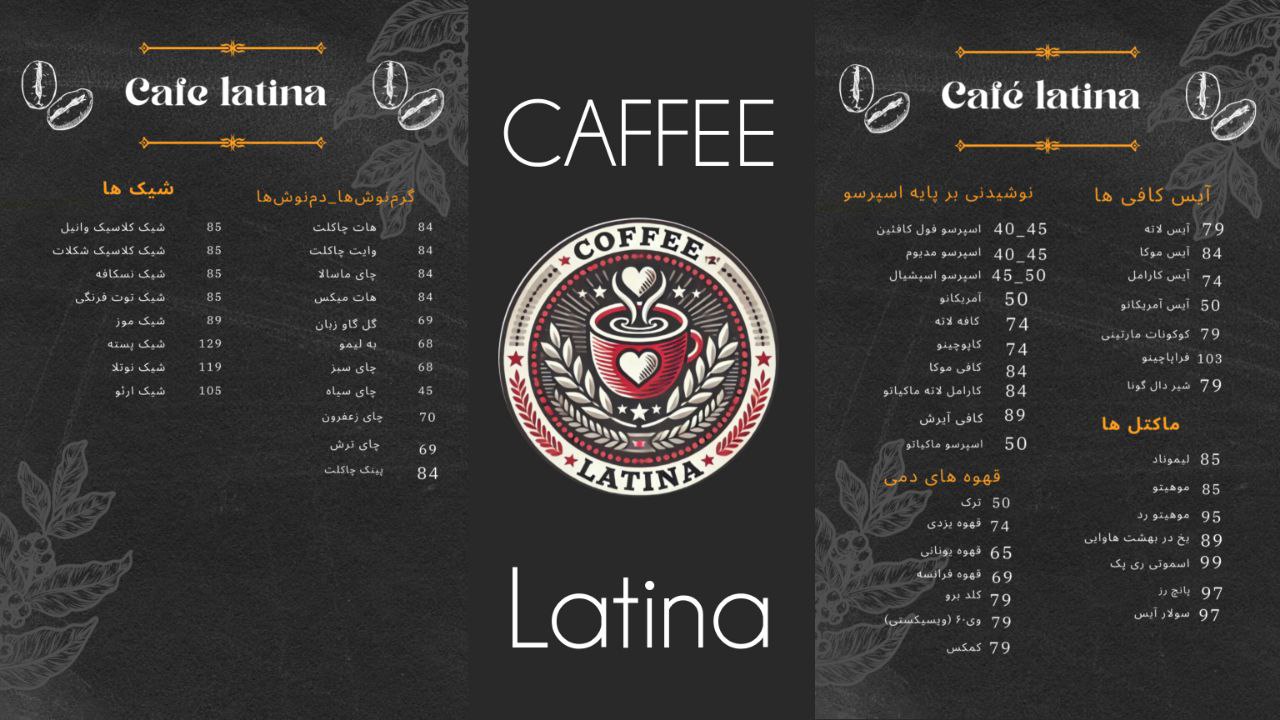 Cafe latina
شیک ها
شیک کلاسیک وانیل 85
شیک کلاسیک شکلات 85
شیک نسکافه 85
شیک توت فرنگی 85
شیک موز 89
شیک پسته 129
شیک نوتلا 119
شیک ارئو 105
گرم‌نوش‌ها_دم‌نوش‌ها
هات چاکلت 84
وایت چاکلت 84
چای ماسالا 84
هات میکس 84
گل گاو زبان 69
به لیمو 68
چای سبز 68
چای سیاه 45
چای زعفرون 70
چای ترش 69
پینک چاکلت 84
CAFFEE
COFFEE
LATINA
Latina
Café latina
نوشیدنی بر پایه اسپرسو
اسپرسو فول کافئین 40_45
اسپرسو مدیوم 40_45
اسپرسو اسپشیال 45_50
آمریکانو 50
کافه لاته 74
کاپوچینو 74
کافی موکا 84
کارامل لاته ماکیاتو 84
کافی آیرش 89
اسپرسو ماکیاتو 50
قهوه های دمی
ترک 50
قهوه یزدی 74
قهوه یونانی 65
قهوه فرانسه 69
کلد برو 79
وی۶۰ (ویسیکستی) 79
کمکس 79
آیس کافی ها
آیس لاته 79
آیس موکا 84
آیس کارامل 74
آیس آمریکانو 50
کوکونات مارتینی 79
فراپاچینو 103
شیر دال گونا 79
ماکتل ها
لیموناد 85
موهیتو 85
موهیتو رد 95
یخ در بهشت هاوایی 89
اسموتی ری پک 99
پانچ رز 97
سولار آیس 97